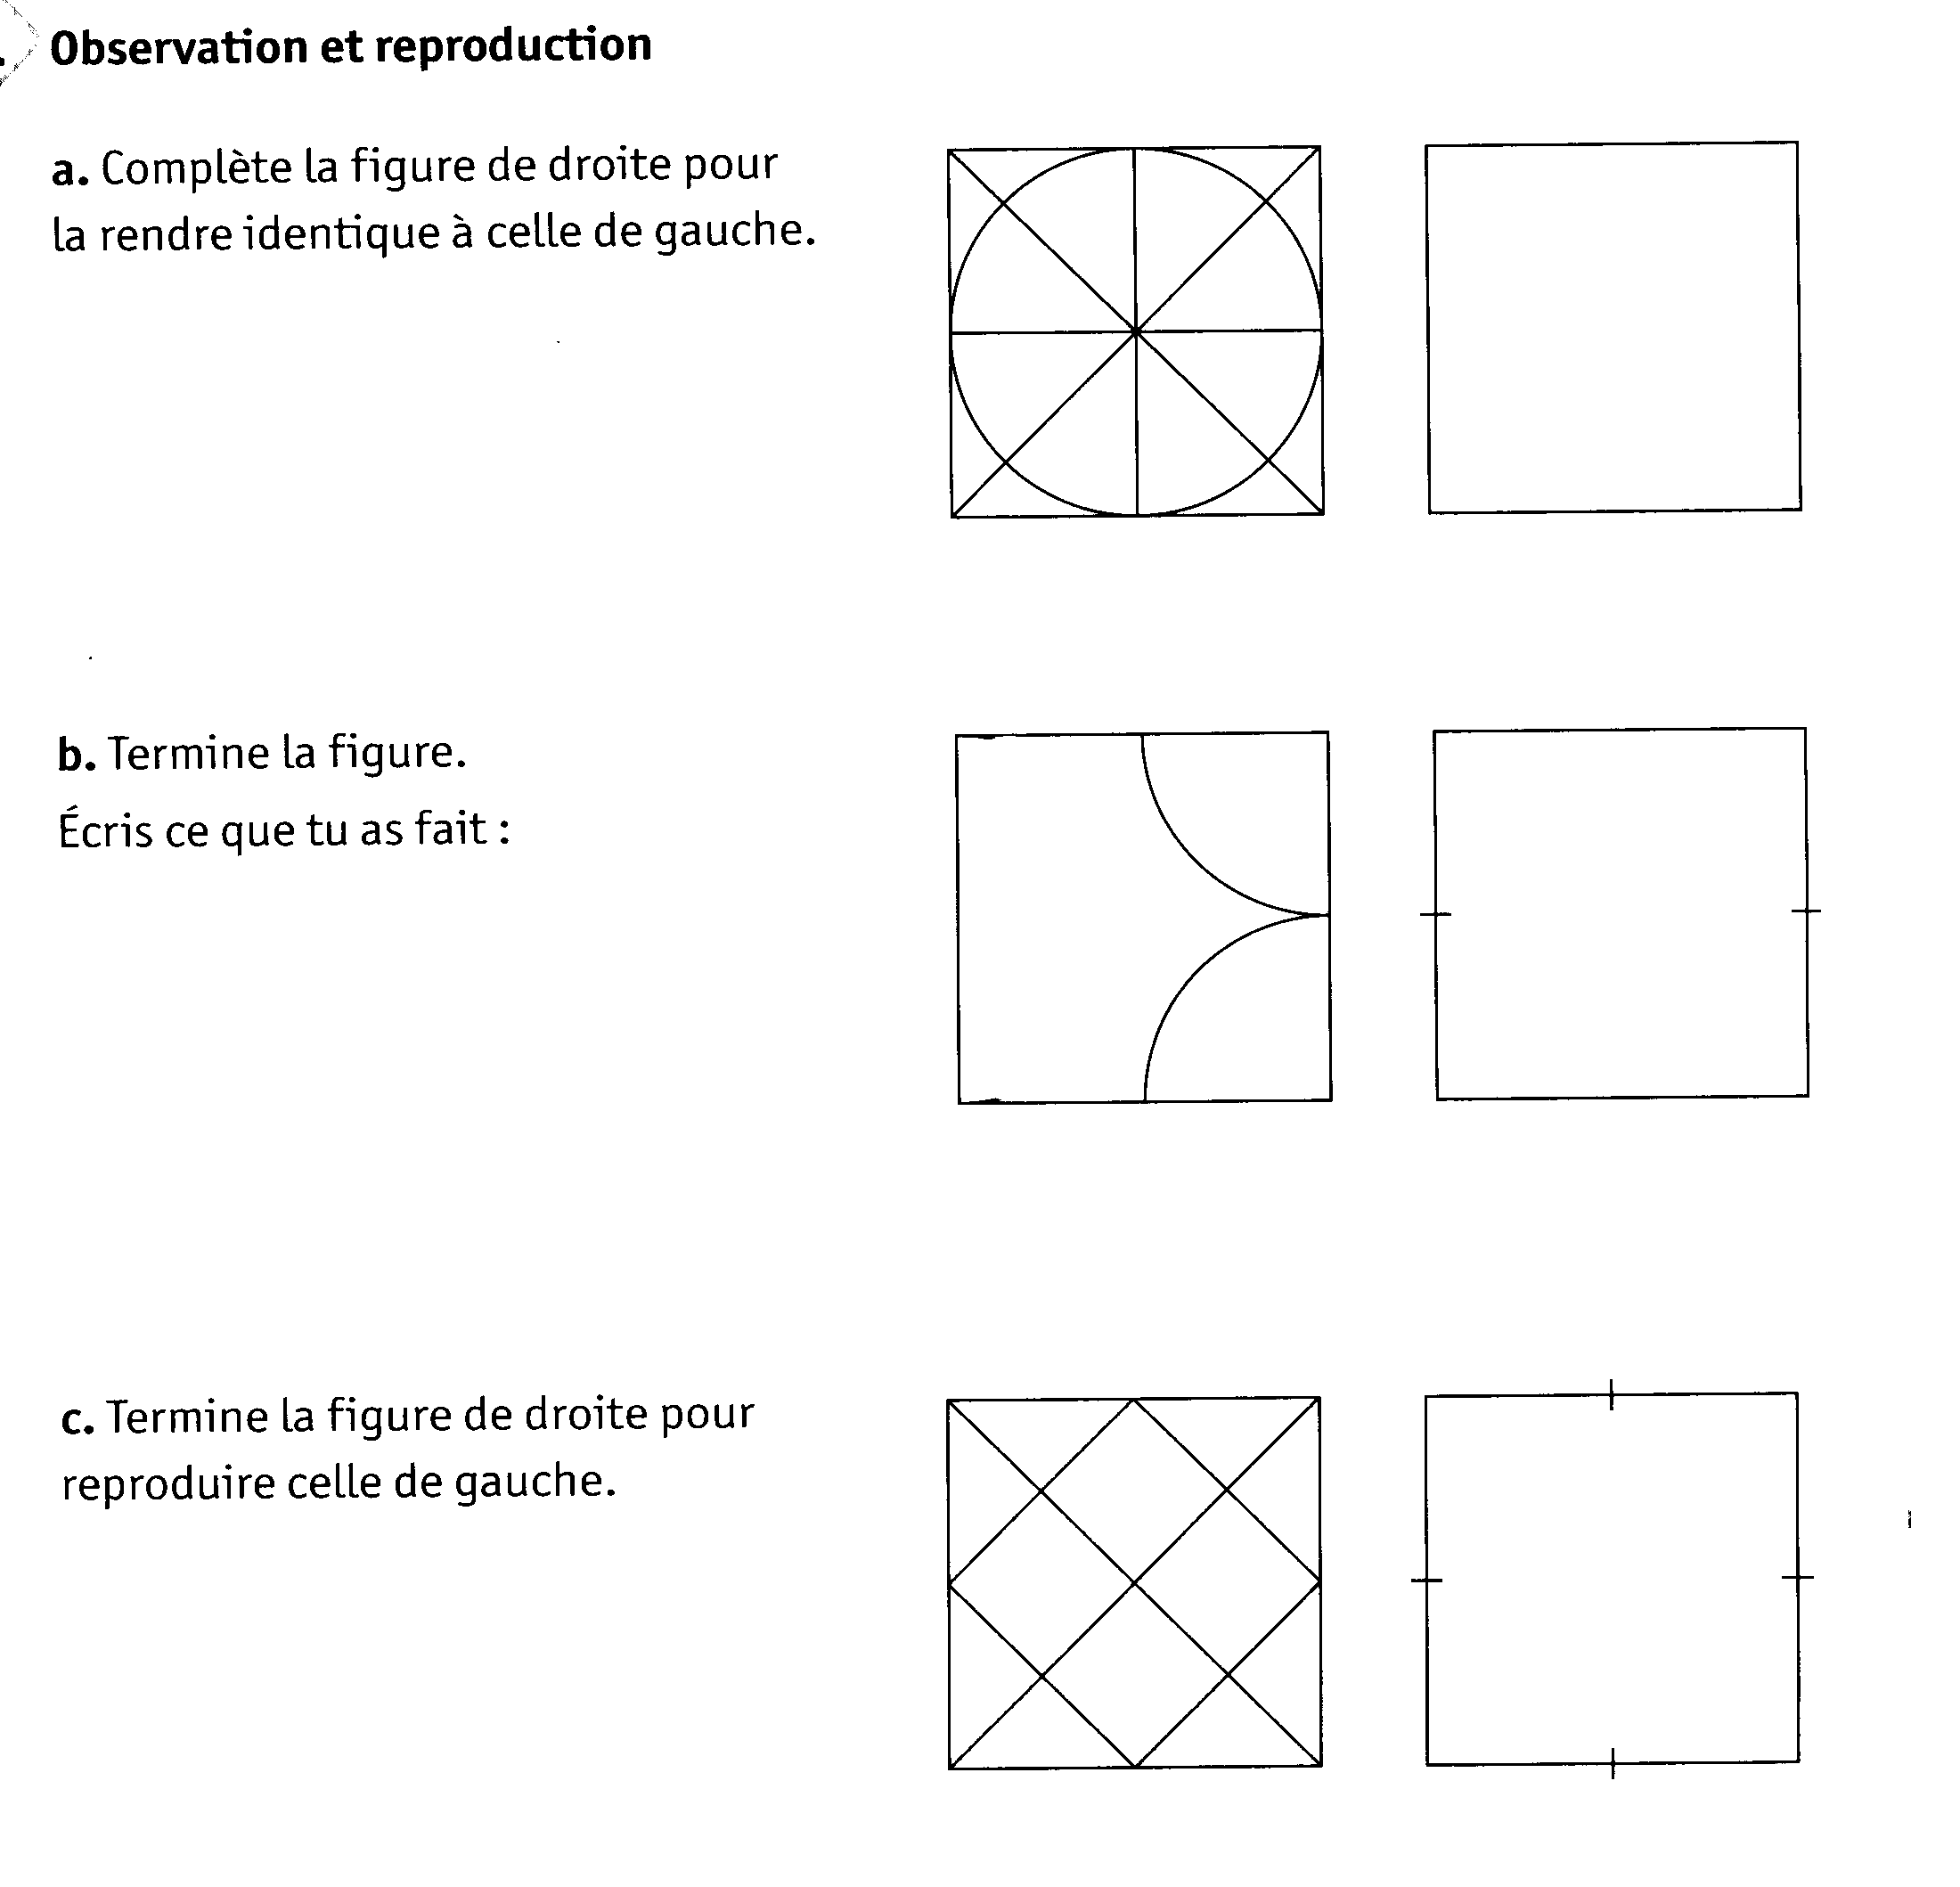 Observation et reproduction
a. Complète la figure de droite pour
la rendre identique à celle de gauche.
b. Termine la figure.
Écris ce que tu as fait :
c. Termine la figure de droite pour
reproduire celle de gauche.